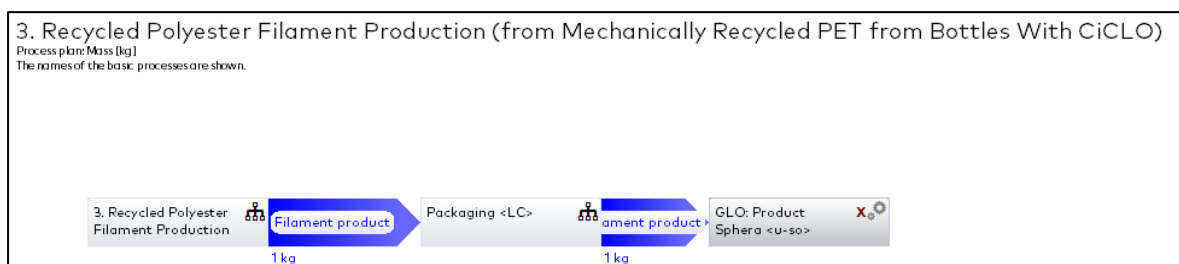 3. Recycled Polyester Filament Production (from Mechanically Recycled PET from Bottles With CiCLO)
Process plan: Mass [kg]
The names of the basic processes are shown.
3. Recycled Polyester
Filament Production
Filament product
1 kg
Packaging <LC>
ament product
1 kg
GLO: Product
Sphera <u-so>
X